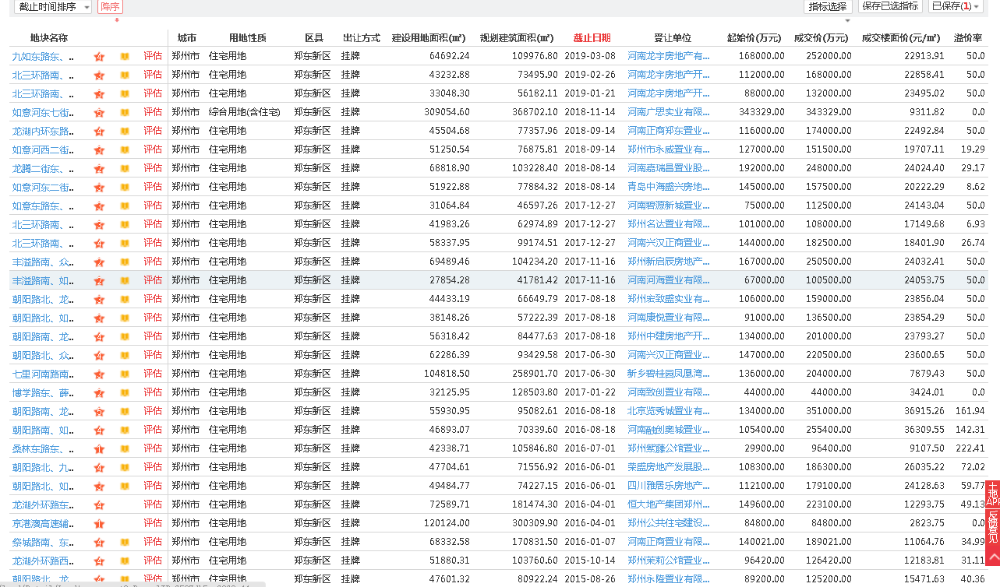 截止时间排序 降序 指标选择 保存已选指标 已保存(1)
地块名称 城市 用地性质 区县 出让方式 建设用地面积(㎡) 规划建筑面积(㎡) 截止日期 受让单位 起始价(万元) 成交价(万元) 成交楼面价(元/㎡) 溢价率
九如东路东、.. 评估 郑州市 住宅用地 郑东新区 挂牌 64692.24 109976.80 2019-03-08 河南龙宇房地产有... 168000.00 252000.00 22913.91 50.0
北三环路南、.. 评估 郑州市 住宅用地 郑东新区 挂牌 43232.88 73495.90 2019-02-26 河南龙宇房地产开... 112000.00 168000.00 22858.41 50.0
北三环路南、.. 评估 郑州市 住宅用地 郑东新区 挂牌 33048.30 56182.11 2019-01-21 河南龙宇房地产开... 88000.00 132000.00 23495.02 50.0
如意河东七街.. 评估 郑州市 综合用地(含住宅) 郑东新区 挂牌 309054.60 368702.10 2018-11-14 河南广思实业有限... 343329.00 343329.00 9311.82 0.0
龙湖内环东路.. 评估 郑州市 住宅用地 郑东新区 挂牌 45504.68 77357.96 2018-09-14 河南正商郑东置业... 116000.00 174000.00 22492.84 50.0
如意河西二街.. 评估 郑州市 住宅用地 郑东新区 挂牌 51250.54 76875.81 2018-09-14 郑州市永威置业有... 127000.00 151500.00 19707.11 19.29
龙腾二街东、.. 评估 郑州市 住宅用地 郑东新区 挂牌 68818.90 103228.40 2018-08-14 河南嘉瑞昌置业股... 192000.00 248000.00 24024.40 29.17
如意河东二街.. 评估 郑州市 住宅用地 郑东新区 挂牌 51922.88 77884.32 2018-08-14 青岛中海盛兴房地... 145000.00 157500.00 20222.29 8.62
如意东路东、.. 评估 郑州市 住宅用地 郑东新区 挂牌 31064.84 46597.26 2017-12-27 河南碧源新城置业... 75000.00 112500.00 24143.04 50.0
北三环路南、.. 评估 郑州市 住宅用地 郑东新区 挂牌 41983.26 62974.89 2017-12-27 郑州名达置业有限... 101000.00 108000.00 17149.68 6.93
北三环路南、.. 评估 郑州市 住宅用地 郑东新区 挂牌 58337.95 99174.51 2017-12-27 河南兴汉正商置业... 144000.00 182500.00 18401.90 26.74
丰溢路南、众.. 评估 郑州市 住宅用地 郑东新区 挂牌 69489.46 104234.20 2017-11-16 郑州新启辰房地产... 167000.00 250500.00 24032.41 50.0
丰溢路南、如.. 评估 郑州市 住宅用地 郑东新区 挂牌 27854.28 41781.42 2017-11-16 河南河海置业有限... 67000.00 100500.00 24053.75 50.0
朝阳路北、龙.. 评估 郑州市 住宅用地 郑东新区 挂牌 44433.19 66649.79 2017-08-18 郑州宏致盛实业有... 106000.00 159000.00 23856.04 50.0
朝阳路北、如.. 评估 郑州市 住宅用地 郑东新区 挂牌 38148.26 57222.39 2017-08-18 河南康悦置业有限... 91000.00 136500.00 23854.29 50.0
朝阳路南、龙.. 评估 郑州市 住宅用地 郑东新区 挂牌 56318.42 84477.63 2017-08-18 郑州中建房地产开... 134000.00 201000.00 23793.27 50.0
朝阳路北、众.. 评估 郑州市 住宅用地 郑东新区 挂牌 62286.39 93429.58 2017-06-30 河南兴汉正商置业... 147000.00 220500.00 23600.65 50.0
七里河南路南.. 评估 郑州市 住宅用地 郑东新区 挂牌 104818.50 258901.70 2017-06-30 新乡碧桂园凤凰湾... 136000.00 204000.00 7879.43 50.0
博学路东、薛.. 评估 郑州市 住宅用地 郑东新区 挂牌 32125.95 128503.80 2017-01-22 河南致创置业有限... 44000.00 44000.00 3424.01 0.0
朝阳路南、龙.. 评估 郑州市 住宅用地 郑东新区 挂牌 55930.95 95082.61 2016-08-18 北京览秀城置业有... 134000.00 351000.00 36915.26 161.94
朝阳路南、如.. 评估 郑州市 住宅用地 郑东新区 挂牌 46893.07 70339.60 2016-08-18 河南融创奥城置业... 105400.00 255400.00 36309.55 142.31
桑林东路东、.. 评估 郑州市 住宅用地 郑东新区 挂牌 42338.71 105846.80 2016-07-01 郑州紫藤公馆置业... 29900.00 96400.00 9107.50 222.41
朝阳路北、九.. 评估 郑州市 住宅用地 郑东新区 挂牌 47704.61 71556.92 2016-06-01 荣盛房地产发展股... 108300.00 186300.00 26035.22 72.02
朝阳路北、如.. 评估 郑州市 住宅用地 郑东新区 挂牌 49484.77 74227.15 2016-06-01 四川雅居乐房地产... 112100.00 179100.00 24128.63 59.77
龙湖外环路东.. 评估 郑州市 住宅用地 郑东新区 挂牌 72589.71 181474.30 2016-04-01 恒大地产集团郑州... 149600.00 223100.00 12293.75 49.13
京港澳高速辅.. 评估 郑州市 住宅用地 郑东新区 挂牌 120124.00 300309.90 2016-04-01 郑州公共住宅建设... 84800.00 84800.00 2823.75 0.0
祭城路南、东.. 评估 郑州市 住宅用地 郑东新区 挂牌 68332.58 170831.50 2016-01-07 河南正商置业有限... 140021.00 189021.00 11064.76 34.99
龙湖外环路西.. 评估 郑州市 住宅用地 郑东新区 挂牌 51880.31 103760.60 2015-10-14 郑州茉莉公馆置业... 96420.00 126420.00 12183.81 31.11
朝阳路北、龙.. 评估 郑州市 住宅用地 郑东新区 挂牌 47601.32 80922.24 2015-08-26 郑州永隆置业有限... 89200.00 125200.00 15471.63 40.36
土地APP
反馈意见